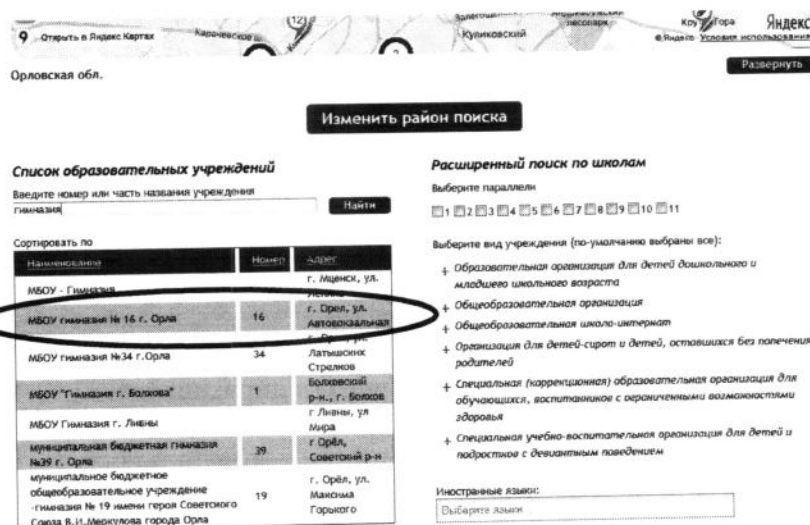 9 Открыть в Яндекс Картах
Карачевское ш.
(12)
Куликовский
лесопарк
Гора
Яндекс
© Яндекс Условия использования
Развернуть
Орловская обл.
Изменить район поиска
Список образовательных учреждений
Введите номер или часть названия учреждения
гимназия
Найти
Сортировать по
Наименование Номер Адрес
МБОУ - Гимназия
г. Мценск, ул.
МБОУ гимназия № 16 г. Орла
16
г. Орел, ул.
Автовокзальная
МБОУ гимназия №34 г.Орла
34
Латышских
Стрелков
МБОУ "Гимназия г. Болхова"
1
Болховский
р-н., г. Болхов
МБОУ Гимназия г. Ливны
г.Ливны, ул
Мира
муниципальная бюджетная гимназия
№39 г. Орла
39
г Орёл,
Советский р-н
муниципальное бюджетное
общеобразовательное учреждение
-гимназия № 19 имени героя Советского
Союза В.И.Меркулова города Орла
19
г. Орёл, ул.
Максима
Горького
Расширенный поиск по школам
Выберите параллели
1 2 3 4 5 6 7 8 9 10 11
Выберите вид учреждения (по-умолчанию выбраны все):
+ Образовательная организация для детей дошкольного и
младшего школьного возраста
+ Общеобразовательная организация
+ Общеобразовательная школа-интернат
+ Организация для детей-сирот и детей, оставшихся без попечения
родителей
+ Специальная (коррекционная) образовательная организация для
обучающихся, воспитанников с ограниченными возможностями
здоровья
+ Специальная учебно-воспитательная организация для детей и
подростков с девиантным поведением
Иностранные языки:
Выберите языки